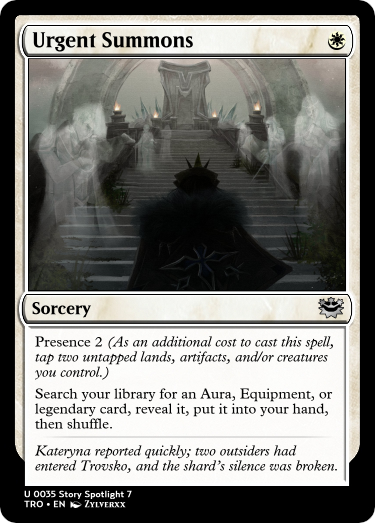 Urgent Summons
Sorcery
Presence 2 (As an additional cost to cast this spell,
tap two untapped lands, artifacts, and/or creatures
you control.)
Search your library for an Aura, Equipment, or
legendary card, reveal it, put it into your hand,
then shuffle.
Kateryna reported quickly; two outsiders had
entered Trovsko, and the shard's silence was broken.
U 0035 Story Spotlight 7
TRO • EN Zylverxx